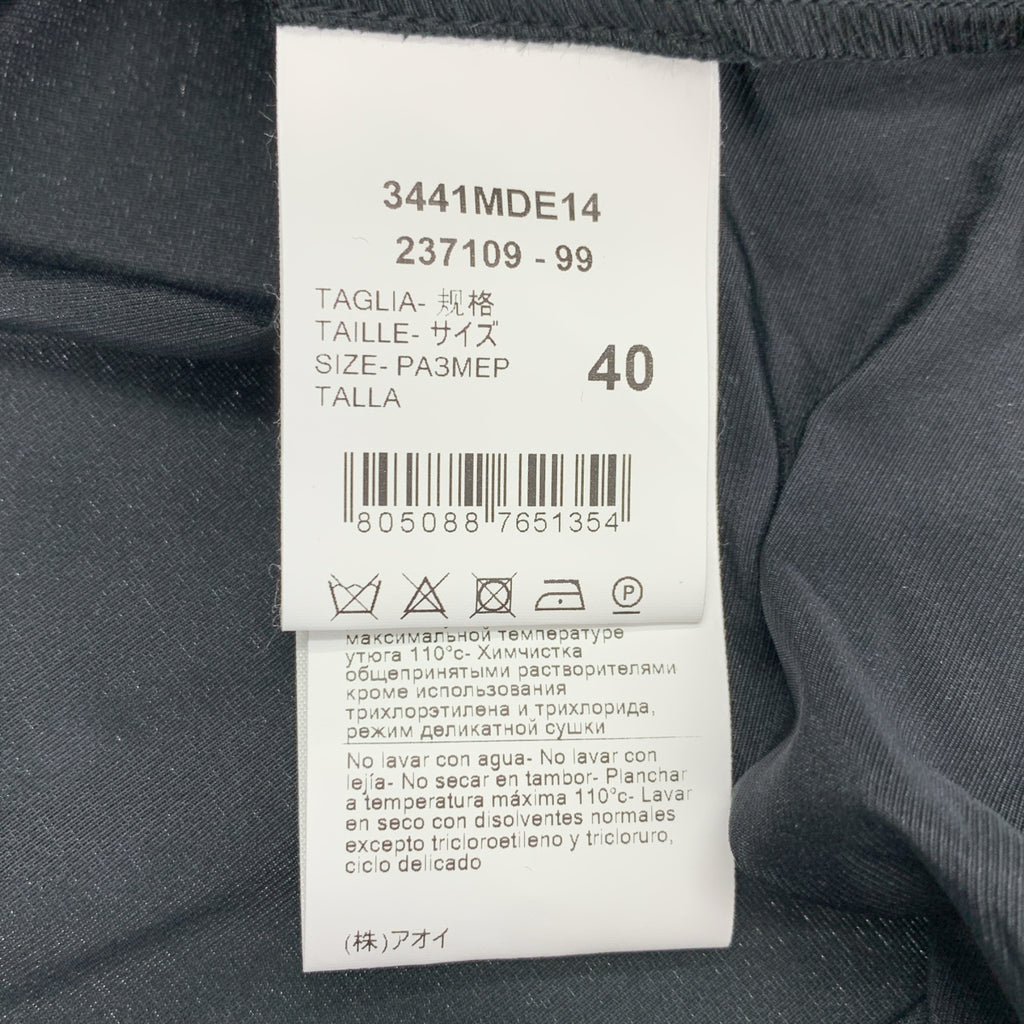 3441MDE14
237109 - 99
TAGLIA- 规格
TAILLE- サイズ
SIZE- РАЗМЕР
TALLA
40
805088 7651354
P
максимальной температуре
утюга 110°c- Химчистка
общепринятыми растворителями
кроме использования
трихлорэтилена и трихлорида,
режим деликатной сушки
No lavar con agua- No lavar con
lejía- No secar en tambor- Planchar
a temperatura máxima 110°c- Lavar
en seco con disolventes normales
excepto tricloroetileno y tricloruro,
ciclo delicado
(株)アオイ